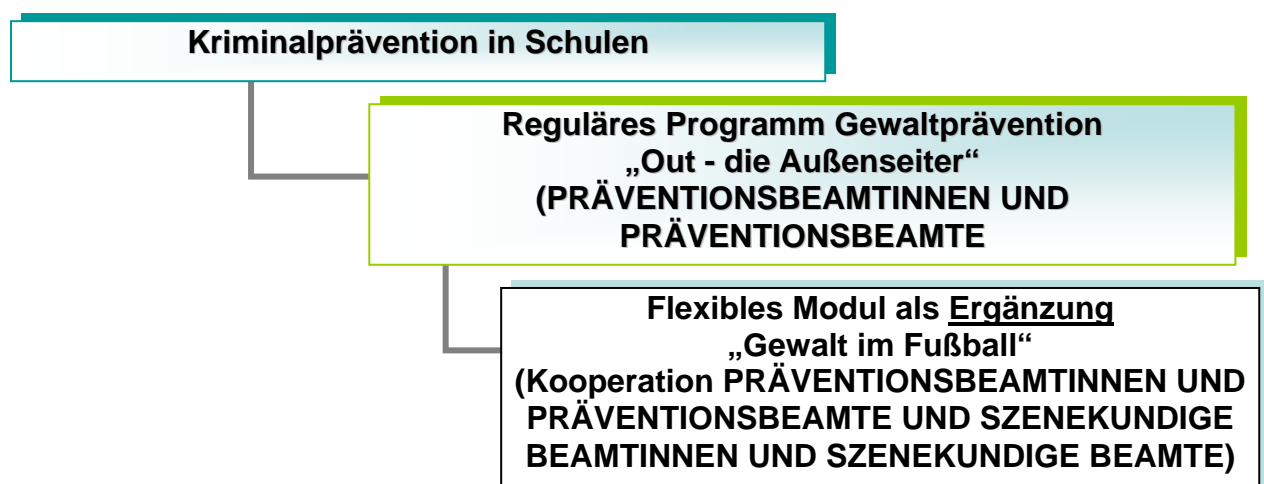 Kriminalprävention in Schulen
Reguläres Programm Gewaltprävention
„Out - die Außenseiter“
(PRÄVENTIONSBEAMTINNEN UND
PRÄVENTIONSBEAMTE
Flexibles Modul als Ergänzung
„Gewalt im Fußball“
(Kooperation PRÄVENTIONSBEAMTINNEN UND
PRÄVENTIONSBEAMTE UND SZENEKUNDIGE
BEAMTINNEN UND SZENEKUNDIGE BEAMTE)